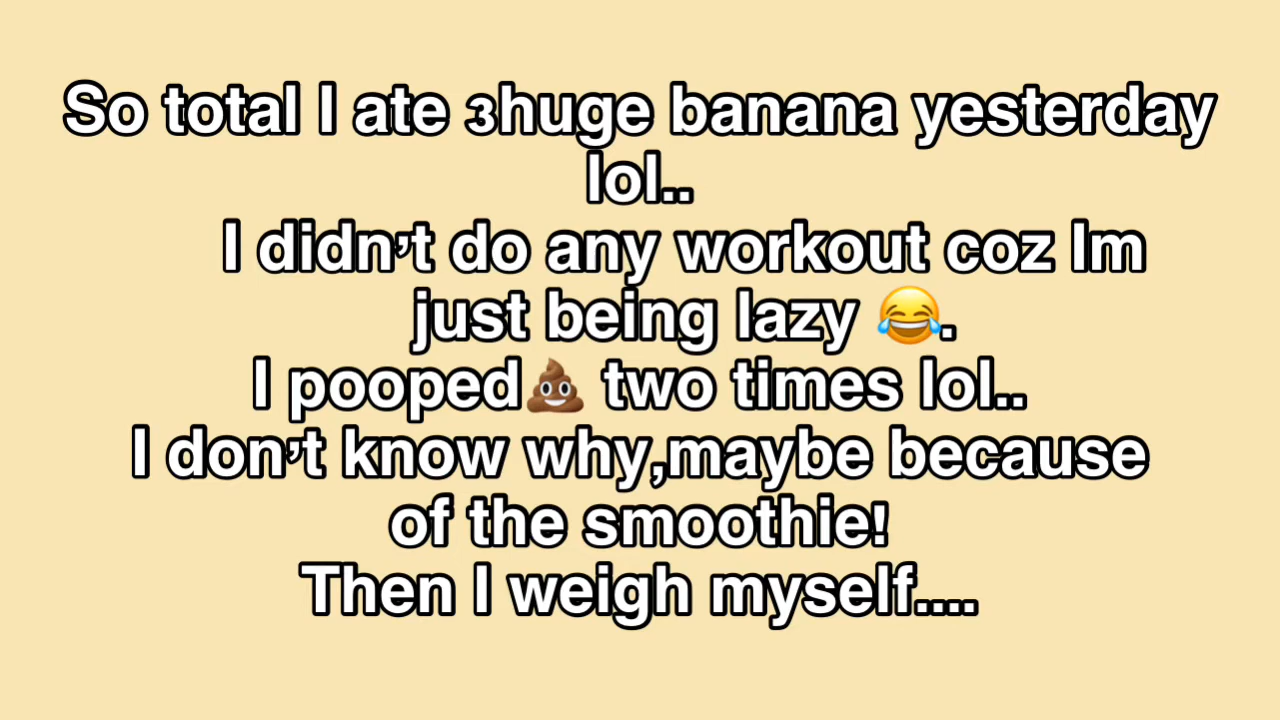 So total I ate 3huge banana yesterday
lol..
I didn't do any workout coz Im
just being lazy 😂.
I pooped💩 two times lol..
I don't know why,maybe because
of the smoothie!
Then I weigh myself....